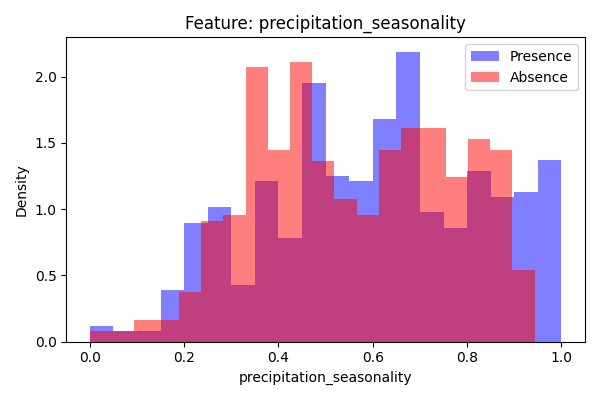 Feature: precipitation_seasonality
Presence
Absence
Density
2.0
1.5
1.0
0.5
0.0
0.0 0.2 0.4 0.6 0.8 1.0
precipitation_seasonality